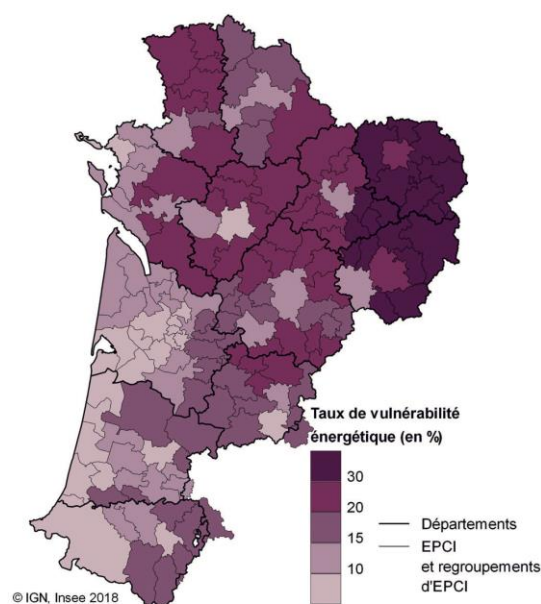 Taux de vulnérabilité
énergétique (en %)
30
20
15
10
Départements
EPCI
et regroupements
d'EPCI
© IGN, Insee 2018